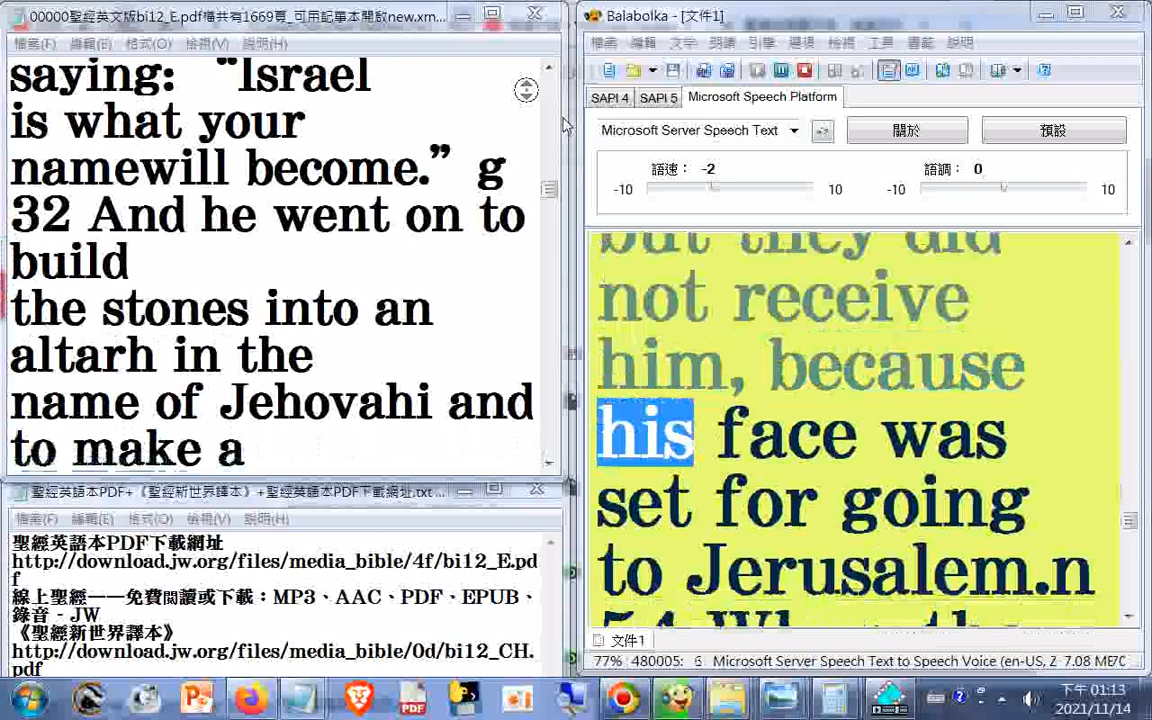 00000聖經英文版bi12_E.pdf檔共有1669頁_可用記事本開啟new.xm...
檔案(F) 編輯(E) 格式(O) 檢視(V) 說明(H)
saying: “Israel
is what your
namewill become.” g
32 And he went on to
build
the stones into an
altarh in the
name of Jehovahi and
to make a
聖經英語本PDF+《聖經新世界譯本》+聖經英語本PDF下載網址.txt ...
檔案(F) 編輯(E) 格式(O) 檢視(V) 說明(H)
聖經英語本PDF下載網址
http://download.jw.org/files/media_bible/4f/bi12_E.pd
f
線上聖經——免費閱讀或下載：MP3、AAC、PDF、EPUB、
錄音 - JW
《聖經新世界譯本》
http://download.jw.org/files/media_bible/0d/bi12_CH.
pdf
Balabolka - [文件1]
檔案 編輯 文字 朗讀 引擎 選項 檢視 工具 書籤 說明
SAPI 4 SAPI 5 Microsoft Speech Platform
Microsoft Server Speech Text 關於 預設
語速： -2 語調： 0
-10 10 -10 10
but they did
not receive
him, because
his face was
set for going
to Jerusalem.n
54 When the
文件1
77% 480005: 6 Microsoft Server Speech Text to Speech Voice (en-US, Z 7.08 ME
PDF
下午 01:13
2021/11/14